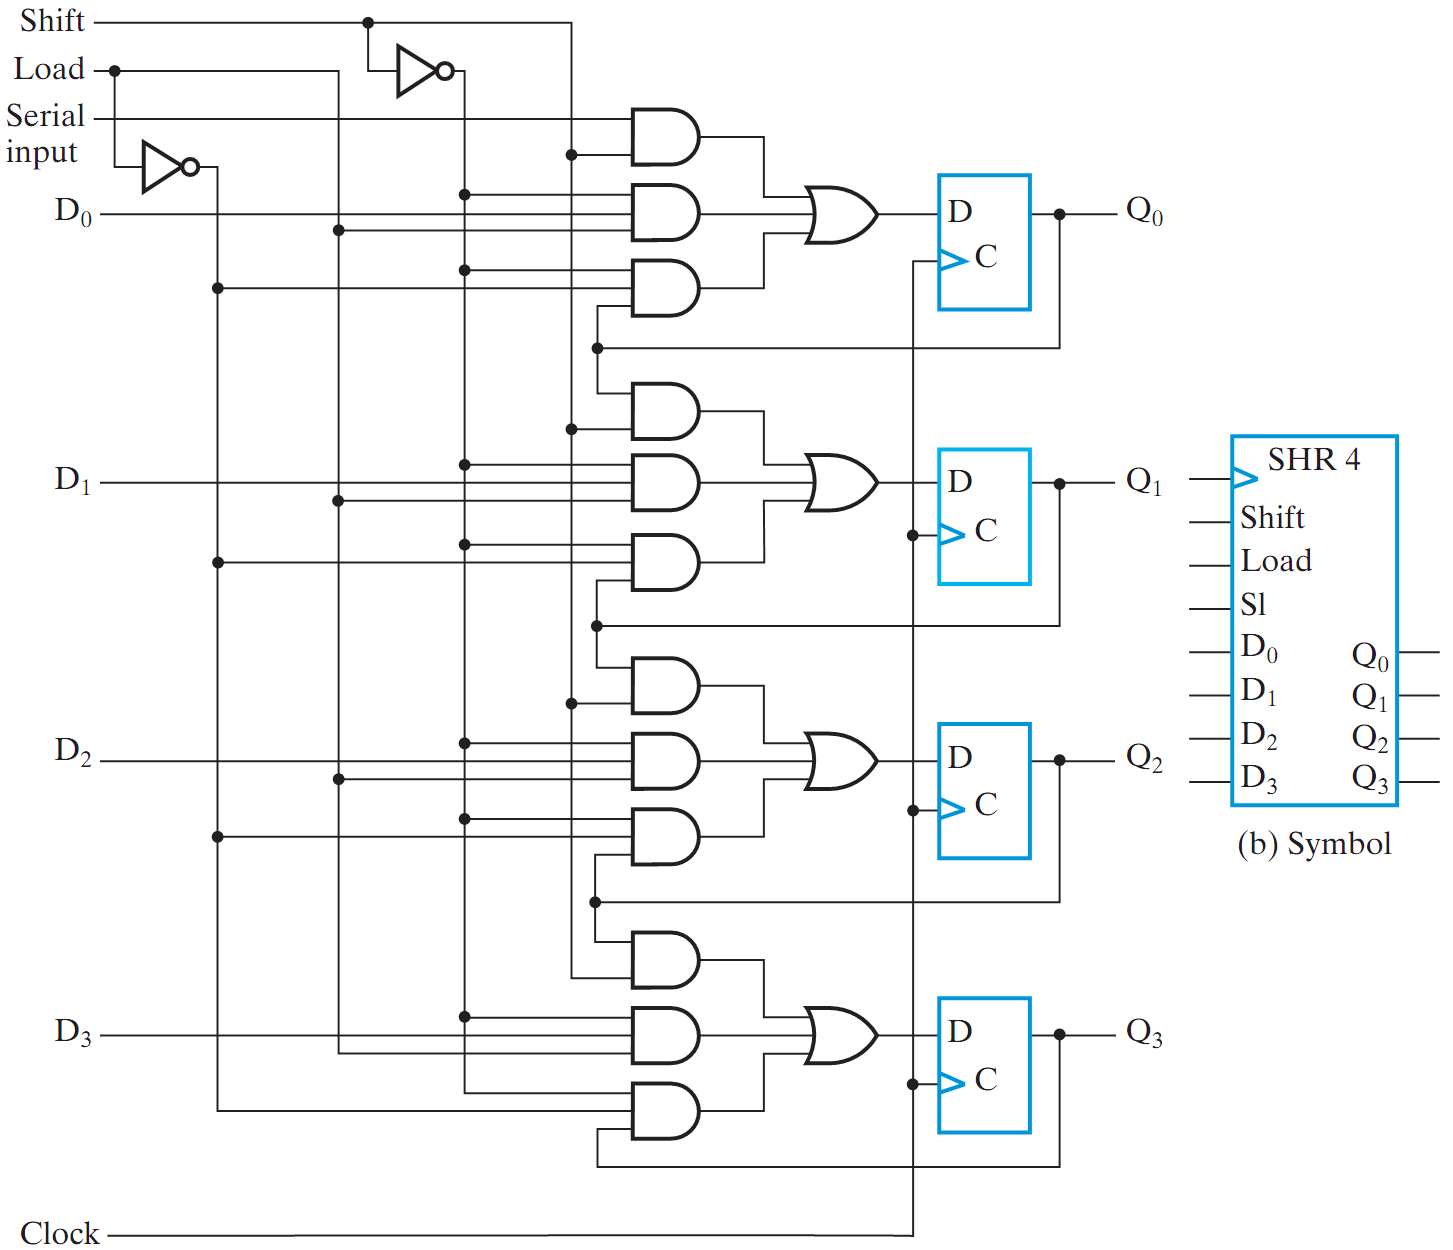 Shift
Load
Serial
input
D₀
D C
Q₀
D₁
D C
Q₁
D₂
D C
Q₂
D₃
D C
Q₃
Clock
SHR 4
Shift
Load
Sl
D₀ Q₀
D₁ Q₁
D₂ Q₂
D₃ Q₃
(b) Symbol